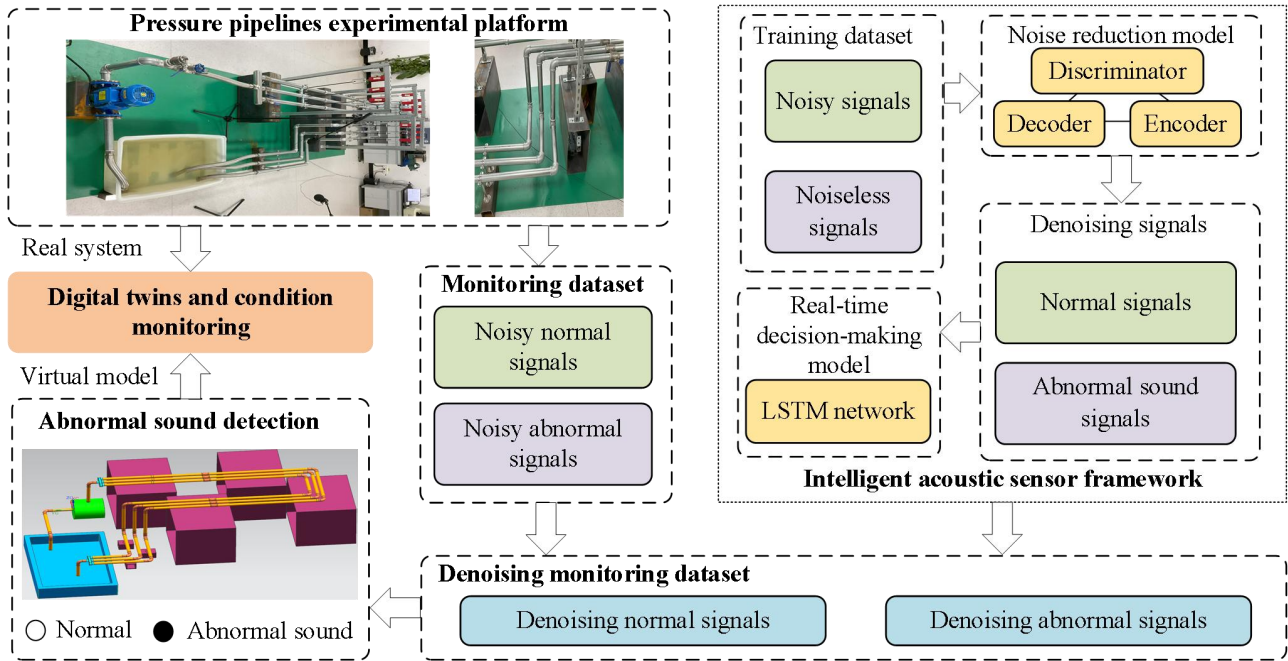 Pressure pipelines experimental platform
Real system
Digital twins and condition
monitoring
Virtual model
Abnormal sound detection
Normal
Abnormal sound
Monitoring dataset
Noisy normal
signals
Noisy abnormal
signals
Training dataset
Noisy signals
Noiseless
signals
Noise reduction model
Discriminator
Decoder
Encoder
Denoising signals
Normal signals
Abnormal sound
signals
Real-time
decision-making
model
LSTM network
Intelligent acoustic sensor framework
Denoising monitoring dataset
Denoising normal signals
Denoising abnormal signals